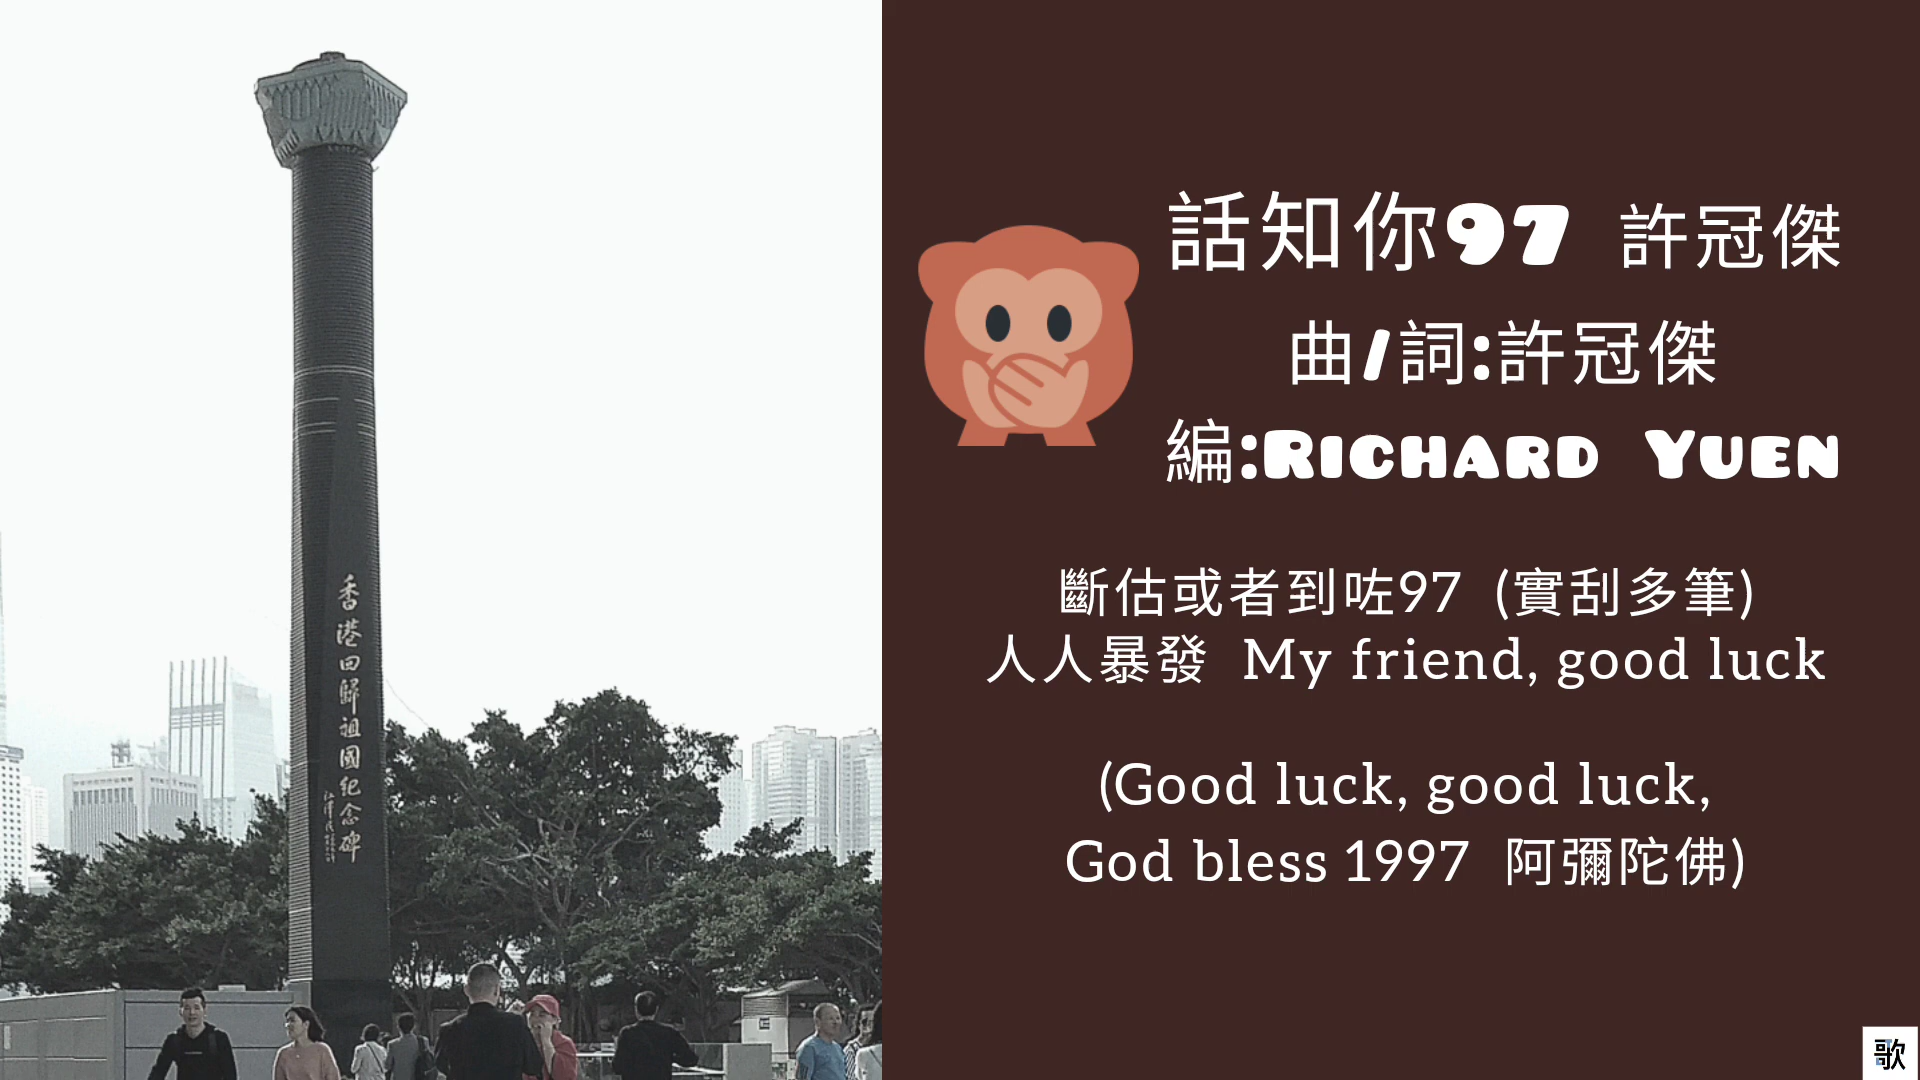 香港回歸祖國紀念碑
話知你97 許冠傑
曲/詞:許冠傑
編:Richard Yuen
斷估或者到咗97 (實刮多筆)
人人暴發 My friend, good luck
(Good luck, good luck,
God bless 1997 阿彌陀佛)
歌